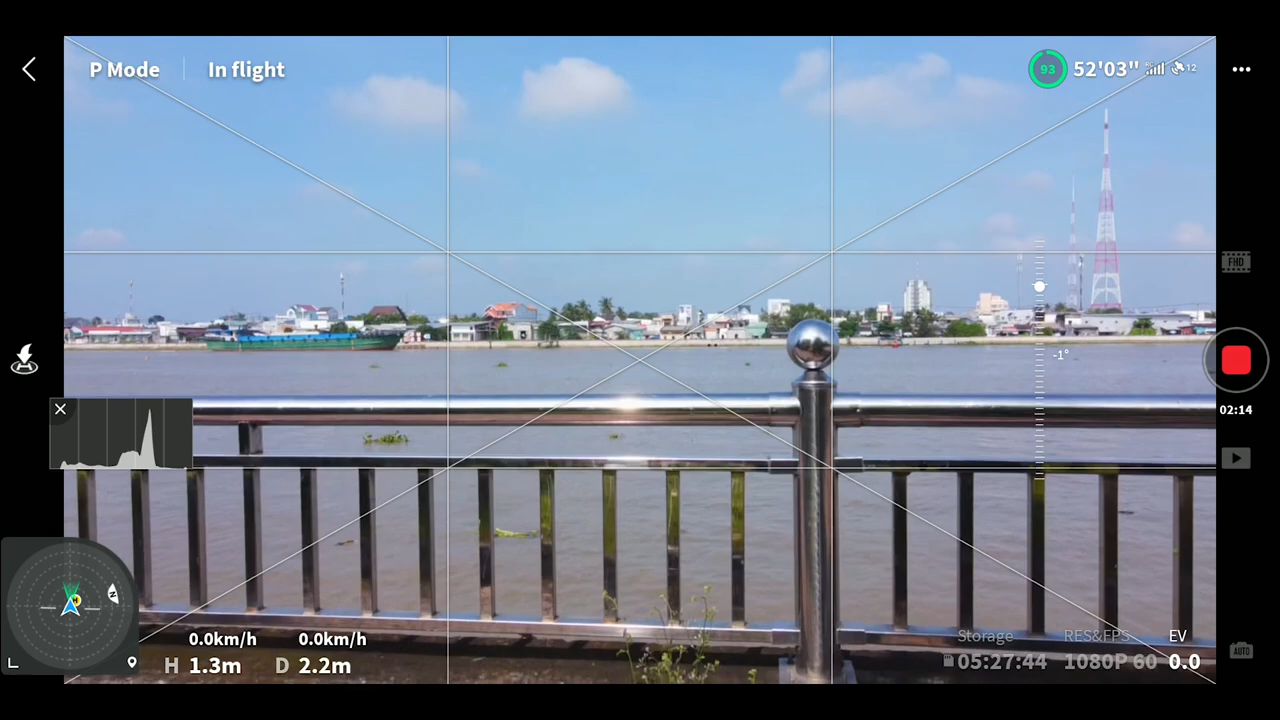 P Mode In flight
93 52'03" RC 12
FHD
-1°
02:14
N
H
0.0km/h 0.0km/h
H 1.3m D 2.2m
Storage RES&FPS EV
05:27:44 1080P 60 0.0
AUTO